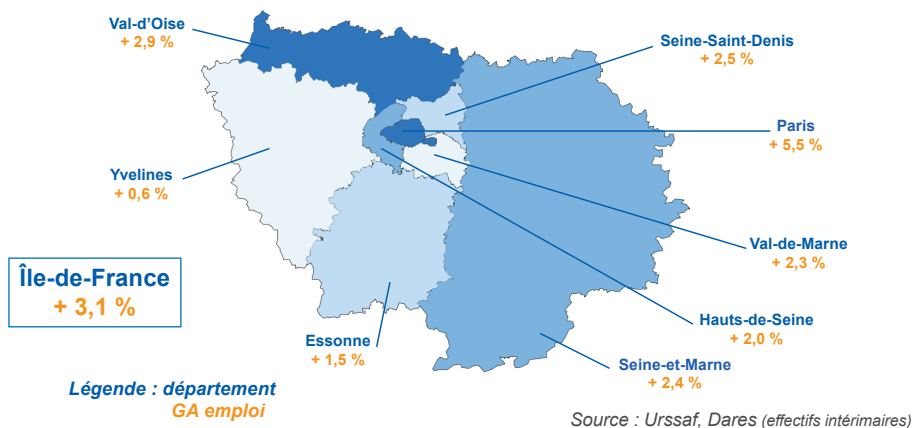 Val-d’Oise
+ 2,9 %
Seine-Saint-Denis
+ 2,5 %
Paris
+ 5,5 %
Yvelines
+ 0,6 %
Val-de-Marne
+ 2,3 %
Île-de-France
+ 3,1 %
Hauts-de-Seine
+ 2,0 %
Essonne
+ 1,5 %
Seine-et-Marne
+ 2,4 %
Légende : département
GA emploi
Source : Urssaf, Dares (effectifs intérimaires)